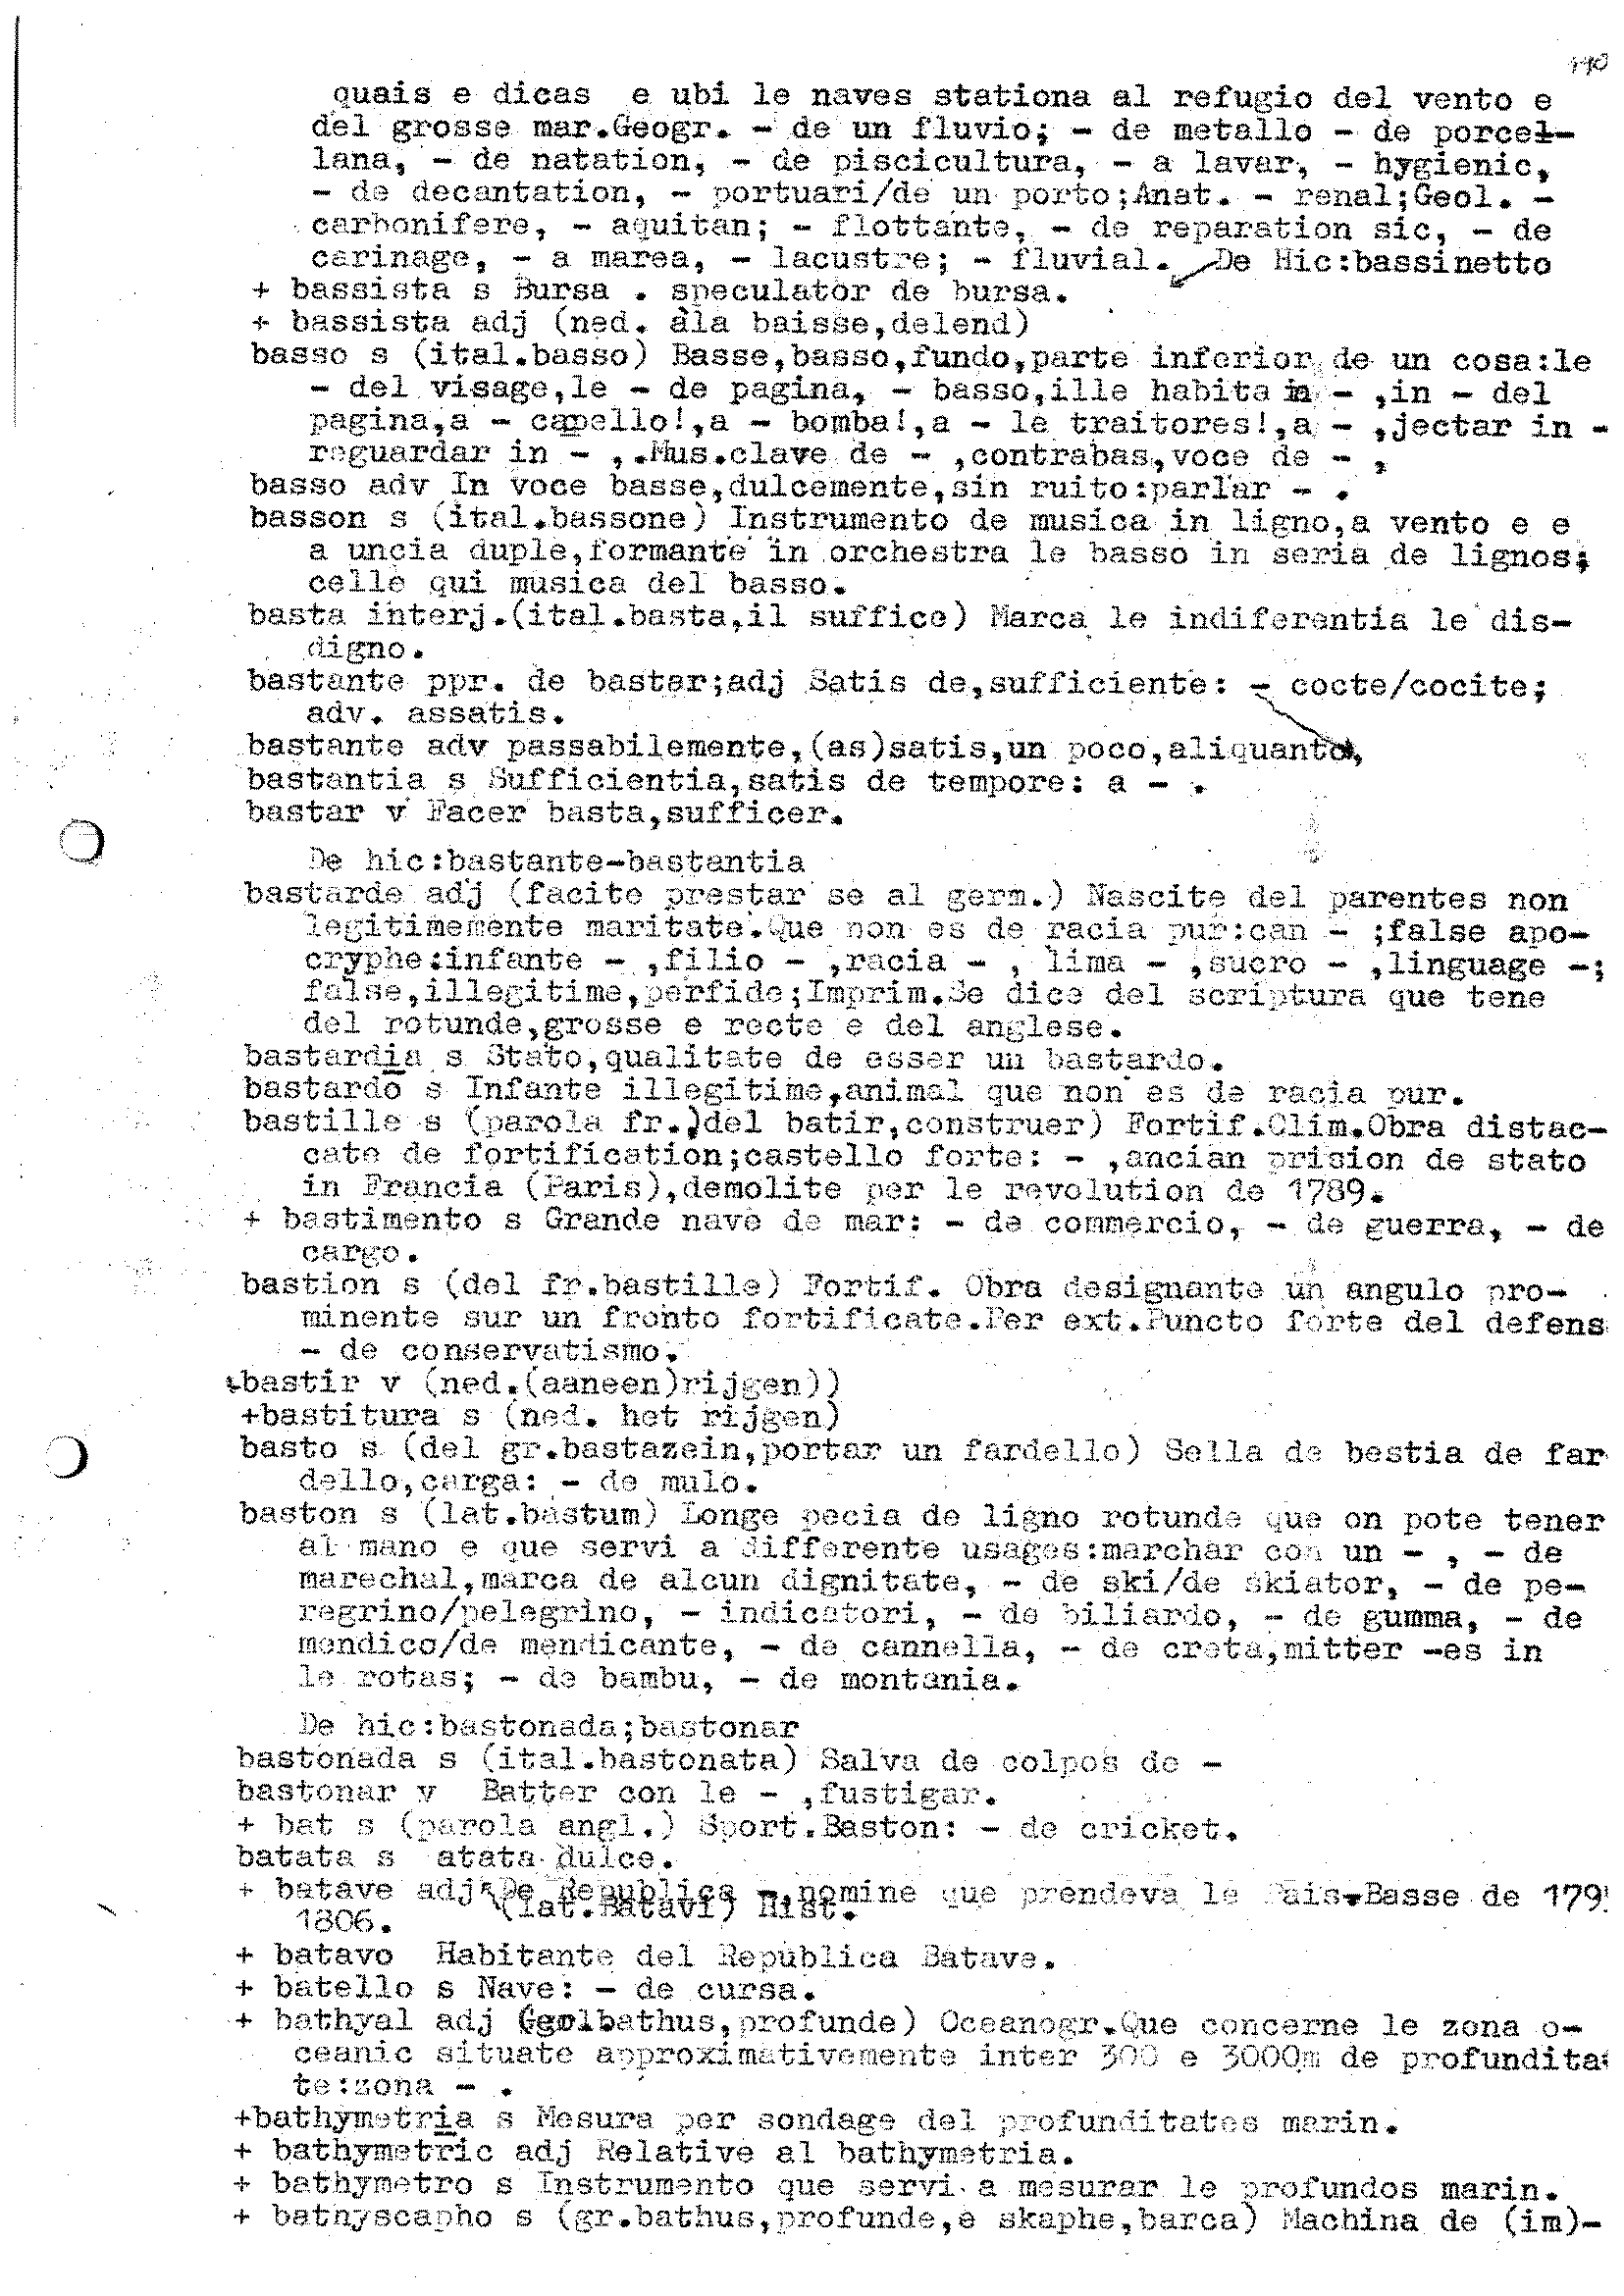 quais e dicas e ubi le naves stationa al refugio del vento e
del grosse mar.Geogr. - de un fluvio; - de metallo - de porcel-
lana, - de natation, - de piscicultura, - a lavar, - hygienic,
- de decantation, - portuari/de un porto;Anat. - renal;Geol. -
carbonifere, - aquitan; - flottante, - de reparation sic, - de
carinage, - a marea, - lacustre; - fluvial. De Hic:bassinetto
+ bassista s Bursa . speculator de bursa.
+ bassista adj (ned. àla baisse,delend)
basso s (ital.basso) Basse,basso,fundo,parte inferior de un cosa:le
- del visage,le - de pagina, - basso,ille habita in - ,in - del
pagina,a - capello!,a - bomba!,a - le traitores!,a - ,jectar in -
reguardar in - ,.Mus.clave de - ,contrabas,voce de - ,
basso adv In voce basse,dulcemente,sin ruito:parlar - .
basson s (ital.bassone) Instrumento de musica in ligno,a vento e e
a uncia duple,formante in orchestra le basso in seria de lignos;
celle qui musica del basso.
basta interj.(ital.basta,il suffice) Marca le indiferentia le dis-
digno.
bastante ppr. de bastar;adj Satis de,sufficiente: - cocte/cocite;
adv. assatis.
bastante adv passabilemente,(as)satis,un poco,aliquanto,
bastantia s Sufficientia,satis de tempore: a - .
bastar v Facer basta,sufficer.
De hic:bastante-bastantia
bastarde adj (facite prestar se al germ.) Nascite del parentes non
legitimemente maritate.Que non es de racia pur:can - ;false apo-
cryphe:infante - ,filio - ,racia - , lima - ,sucro - ,linguage -;
false,illegitime,perfide;Imprim.Se dice del scriptura que tene
del rotunde,grosse e recte e del anglese.
bastardia s Stato,qualitate de esser un bastardo.
bastardo s Infante illegitime,animal que non es de racia pur.
bastille s (parola fr.)del batir,construer) Fortif.Olim.Obra distac-
cate de fortification;castello forte: - ,ancian prision de stato
in Francia (Paris),demolite per le revolution de 1789.
+ bastimento s Grande nave de mar: - de commercio, - de guerra, - de
cargo.
bastion s (del fr.bastille) Fortif. Obra designante un angulo pro-
minente sur un fronto fortificate.Per ext.Puncto forte del defens
- de conservatismo.
+bastir v (ned.(aaneen)rijgen))
+bastitura s (ned. het rijgen)
basto s (del gr.bastazein,portar un fardello) Sella de bestia de far
dello,carga: - de mulo.
baston s (lat.bastum) Longe pecia de ligno rotunde que on pote tener
al mano e que servi a differente usages:marchar con un - , - de
marechal,marca de alcun dignitate, - de ski/de skiator, - de pe-
regrino/pelegrino, - indicatori, - de biliardo, - de gumma, - de
mendico/de mendicante, - de cannella, - de creta,mitter -es in
le rotas; - de bambu, - de montania.
De hic:bastonada;bastonar
bastonada s (ital.bastonata) Salva de colpos de -
bastonar v Batter con le - ,fustigar.
+ bat s (parola angl.) Sport.Baston: - de cricket.
batata s atata dulce.
+ batave adj De Republica - ,nomine que prendeva le Pais-Basse de 179
(lat.Batavi) Hist.
1806.
+ batavo Habitante del Republica Batave.
+ batello s Nave: - de cursa.
+ bathyal adj bathus,profunde) Oceanogr.Que concerne le zona o-
ceanic situate approximativemente inter 300 e 3000m de profundita
te:zona - .
+bathymetria s Mesura per sondage del profunditates marin.
+ bathymetric adj Relative al bathymetria.
+ bathymetro s Instrumento que servi a mesurar le profundos marin.
+ bathyscapho s (gr.bathus,profunde,e skaphe,barca) Machina de (im)-